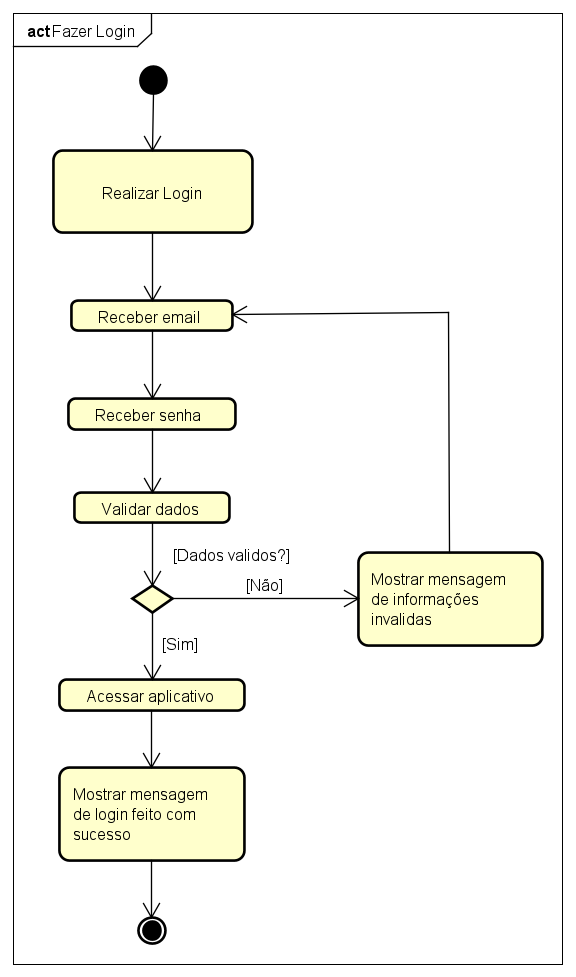 act Fazer Login
Realizar Login
Receber email
Receber senha
Validar dados
[Dados validos?]
[Não]
Mostrar mensagem
de informações
invalidas
[Sim]
Acessar aplicativo
Mostrar mensagem
de login feito com
sucesso